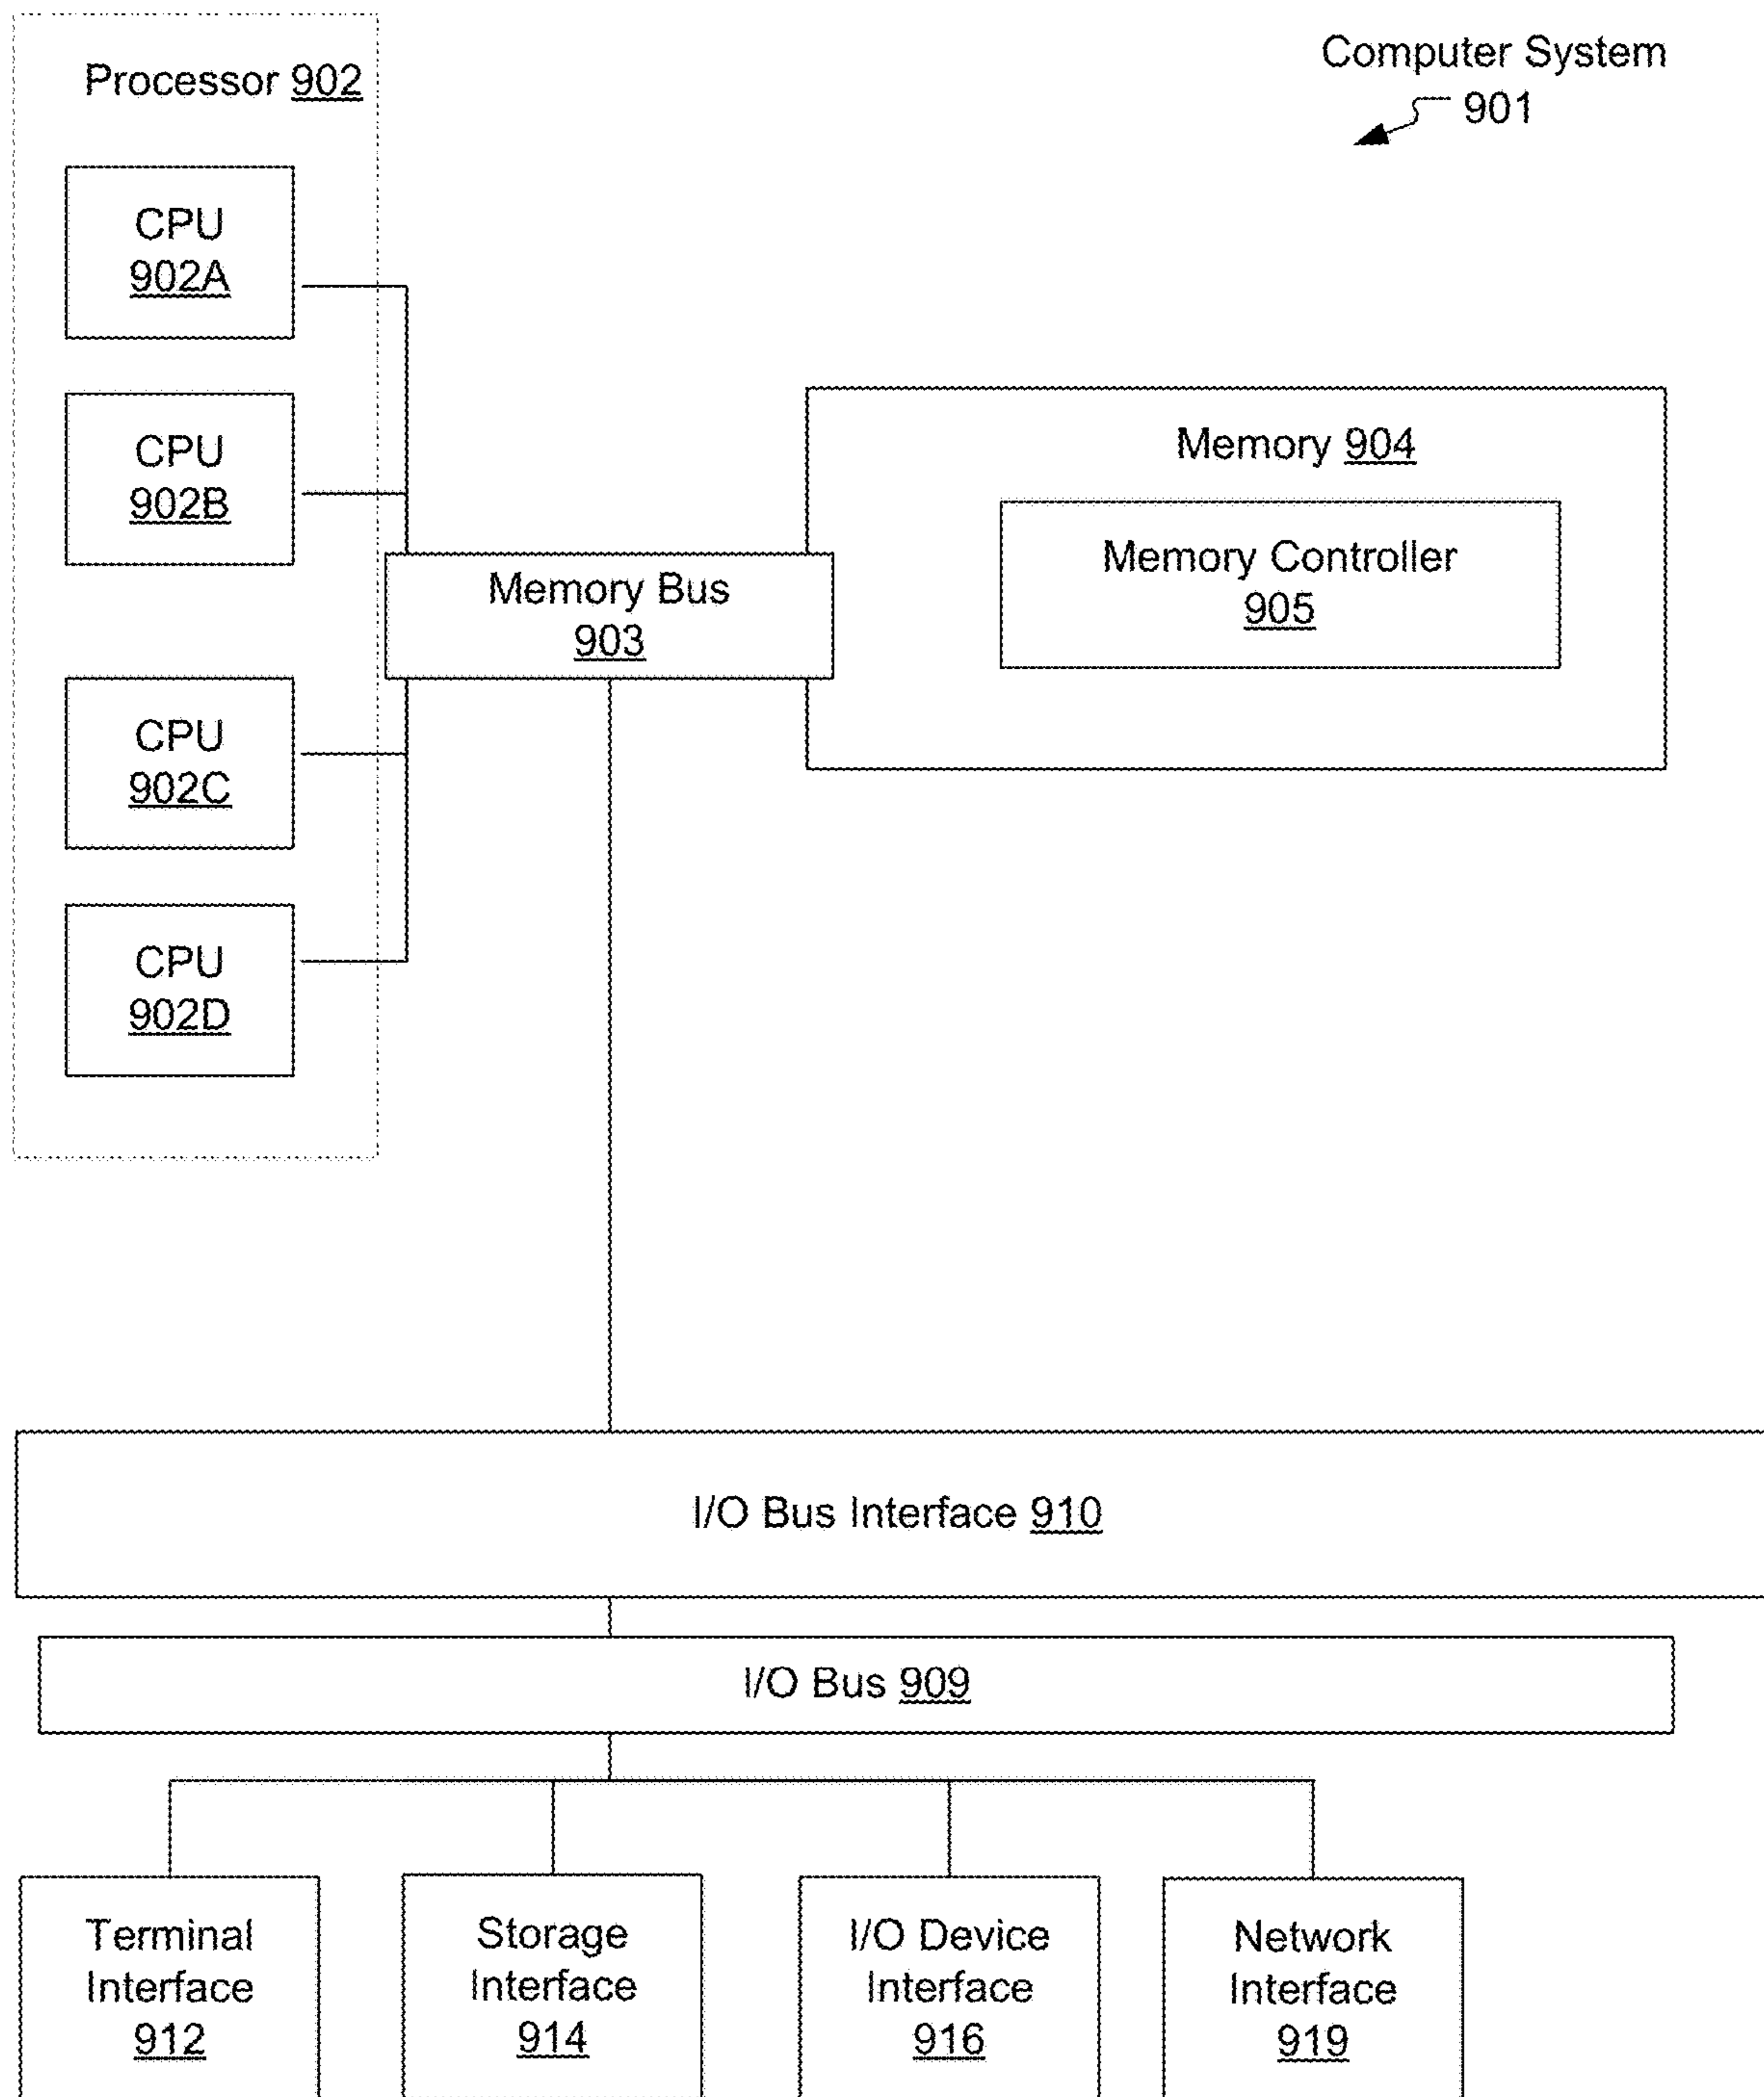 Computer System
901
Processor 902
CPU
902A
CPU
902B
CPU
902C
CPU
902D
Memory Bus
903
Memory 904
Memory Controller
905
I/O Bus Interface 910
I/O Bus 909
Terminal
Interface
912
Storage
Interface
914
I/O Device
Interface
916
Network
Interface
919